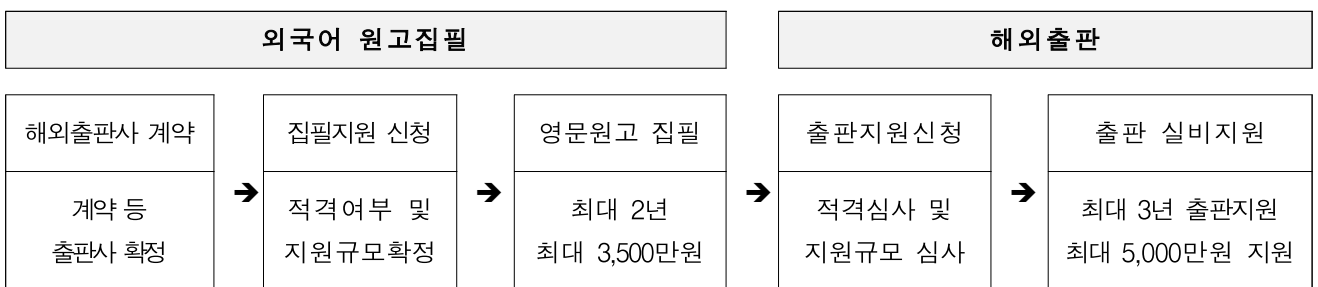 외국어 원고집필
해외출판
해외출판사 계약
계약 등
출판사 확정
➔
집필지원 신청
적격여부 및
지원규모확정
➔
영문원고 집필
최대 2년
최대 3,500만원
➔
출판지원신청
적격심사 및
지원규모 심사
➔
출판 실비지원
최대 3년 출판지원
최대 5,000만원 지원